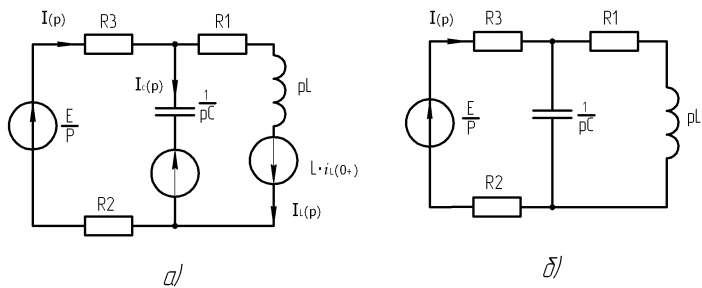 I(p)
R3
R1
Ic(p)
1
pC
pL
E
P
L·iL(0+)
R2
IL(p)
а)
I(p)
R3
R1
E
P
1
pC
pL
R2
б)